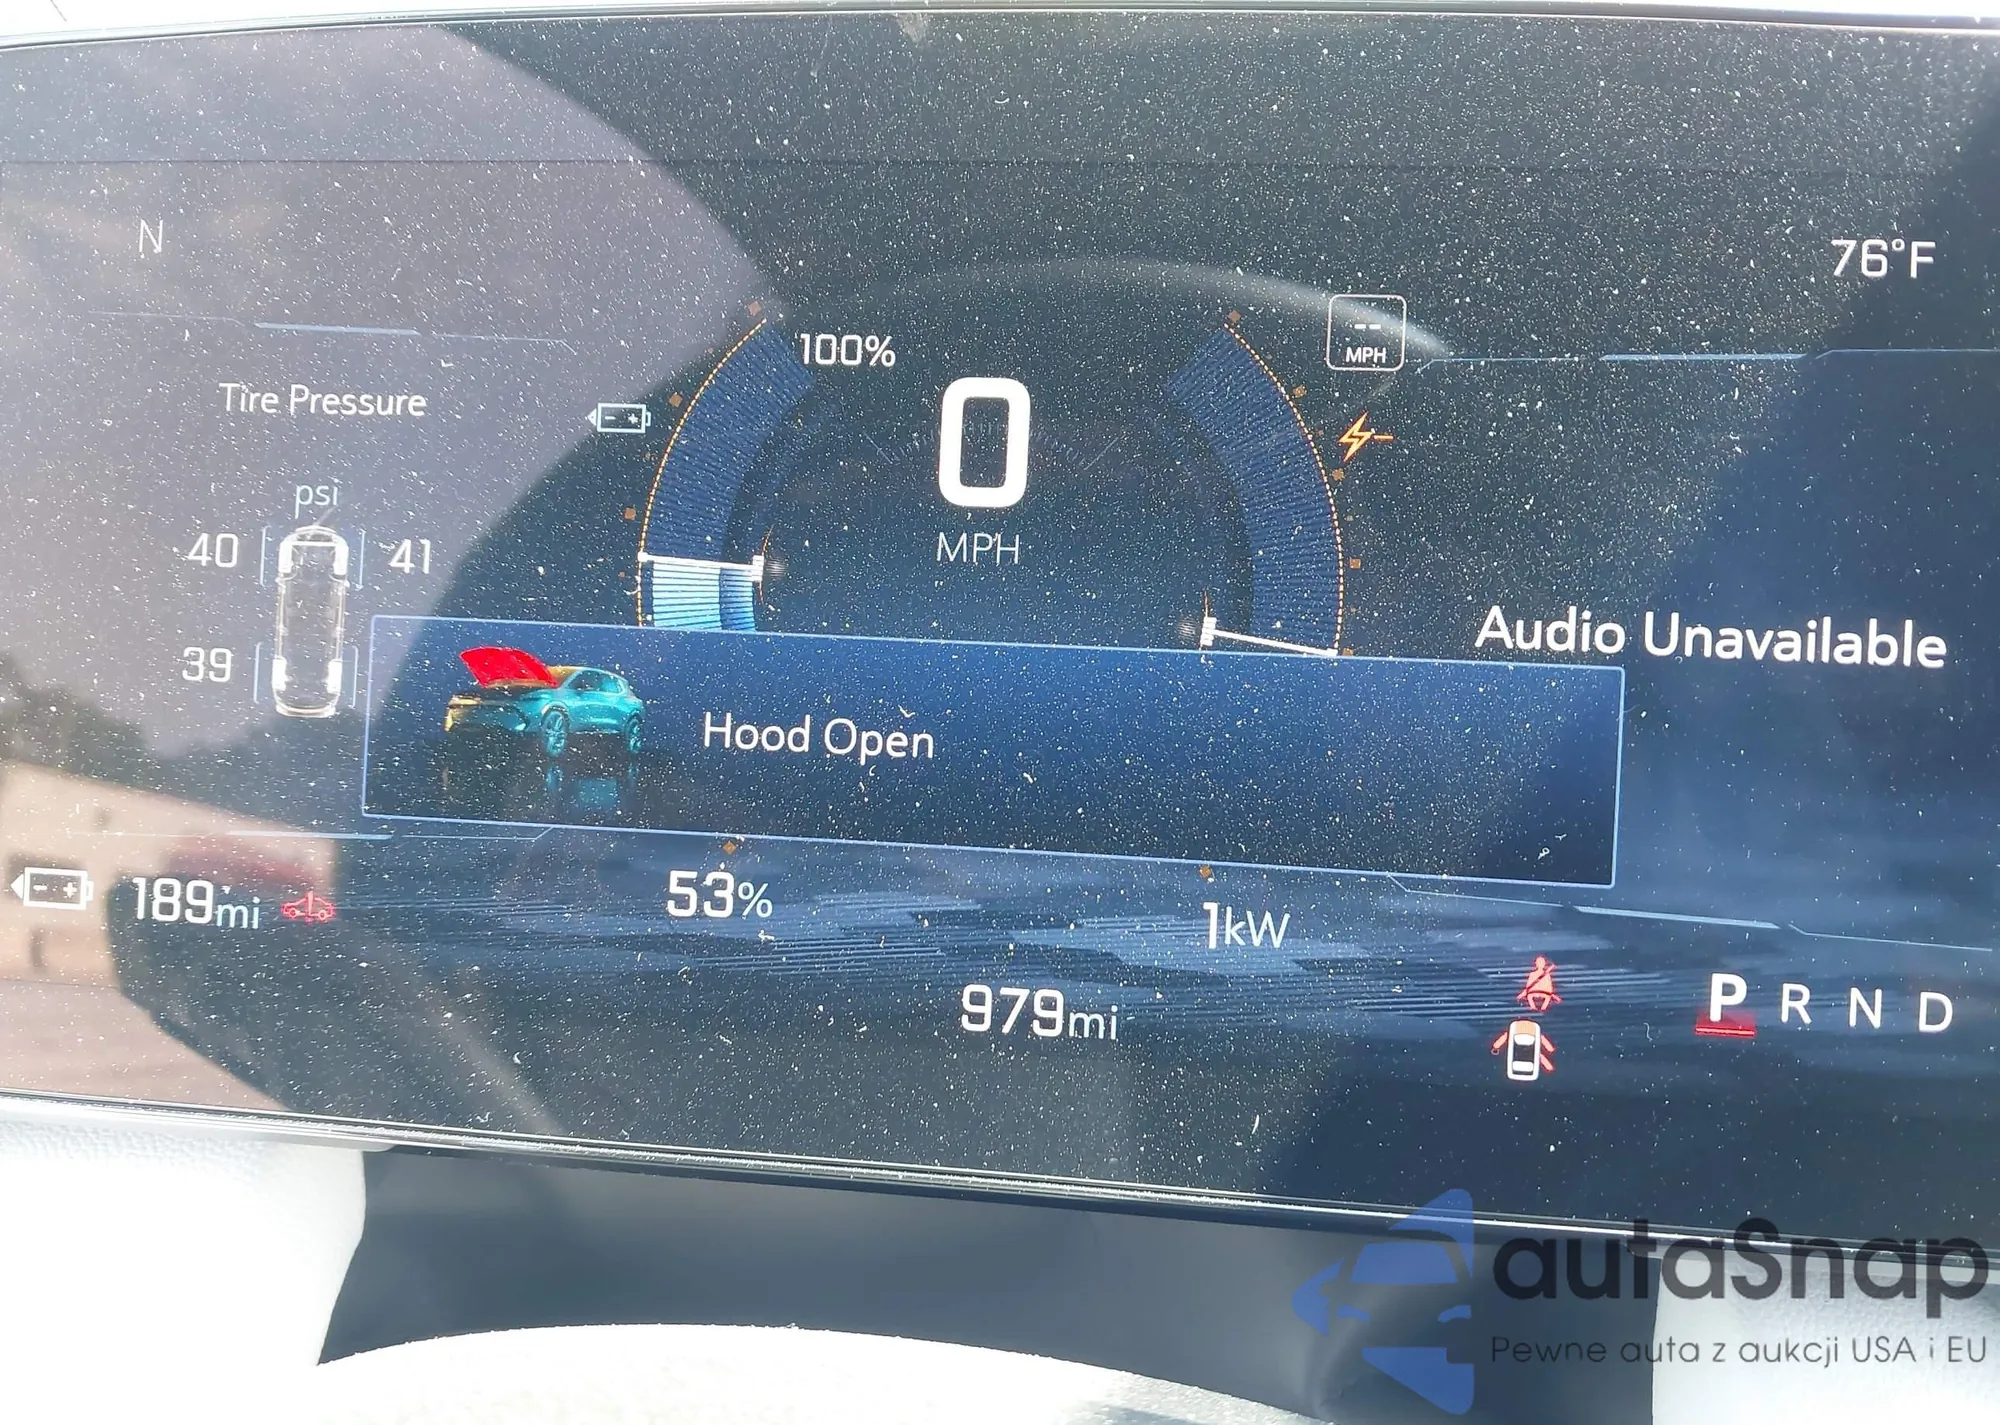 N
76°F
100%
--
MPH
Tire Pressure
0
psi
40
41
MPH
39
Audio Unavailable
Hood Open
189mi
53%
1kW
979mi
P R N D
autaSnap
Pewne auta z aukcji USA i EU